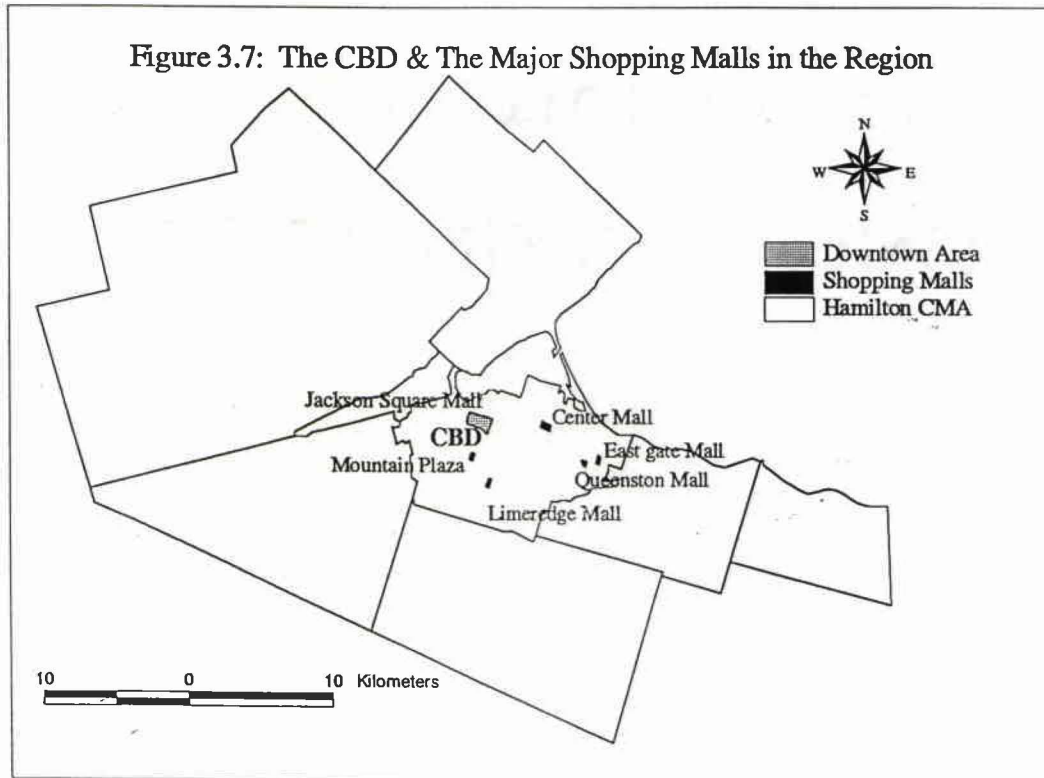 Figure 3.7: The CBD & The Major Shopping Malls in the Region
N
W E
S
Downtown Area
Shopping Malls
Hamilton CMA
Jackson Square Mall
Center Mall
CBD
East gate Mall
Mountain Plaza
Queenston Mall
Limeredge Mall
10 0 10 Kilometers